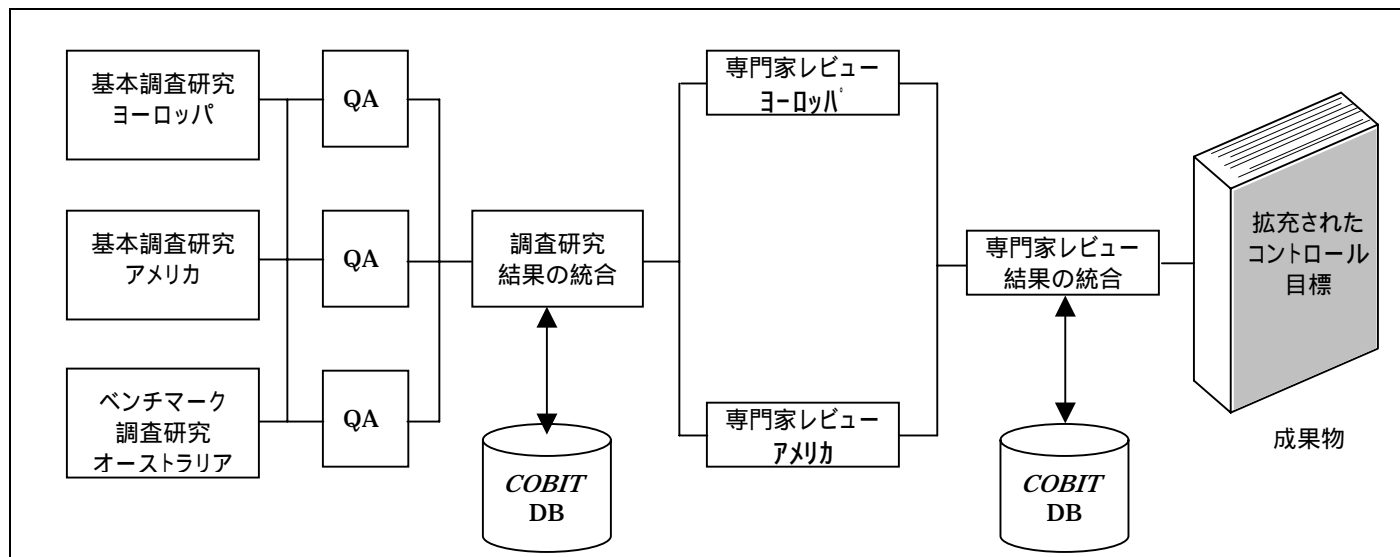 基本調査研究
ヨーロッパ
QA
基本調査研究
アメリカ
QA
ベンチマーク
調査研究
オーストラリア
QA
調査研究
結果の統合
COBIT
DB
専門家レビュー
ﾖｰﾛｯﾊﾟ
専門家レビュー
ｱﾒﾘｶ
専門家レビュー
結果の統合
COBIT
DB
拡充された
コントロール
目標
成果物